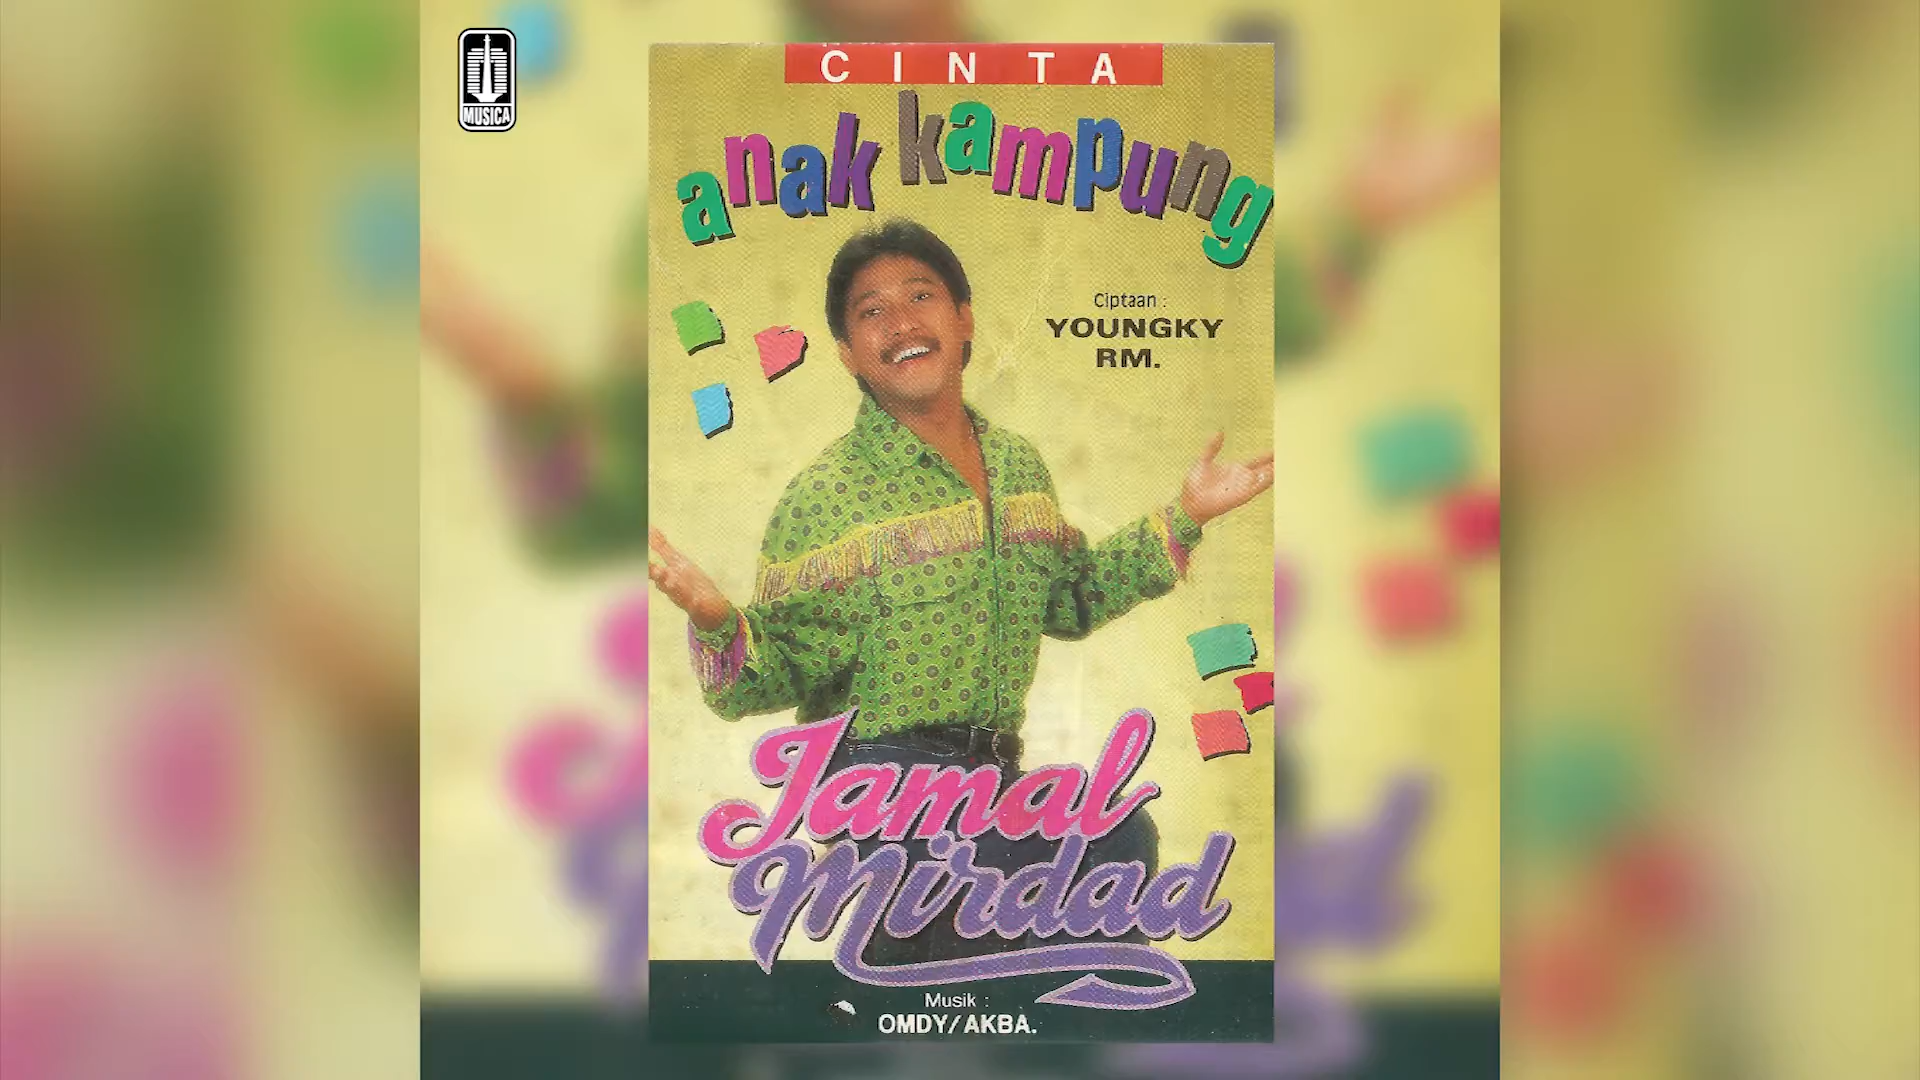 MUSICA
CINTA
anak kampung
Ciptaan :
YOUNGKY
RM.
Jamal
Mirdad
Musik :
OMDY/AKBA.